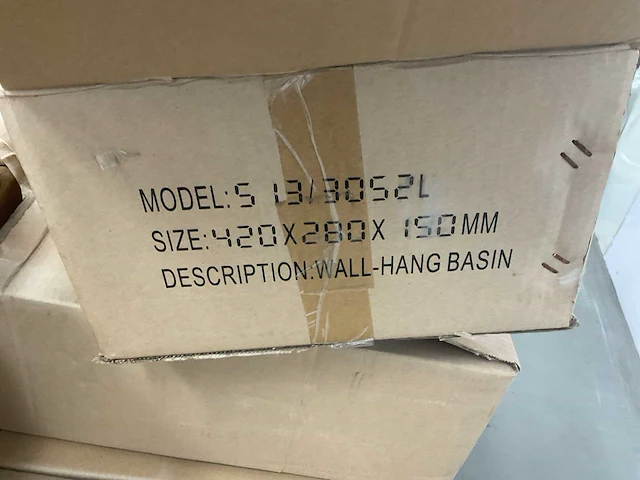 MODEL:S 13/3052L
SIZE:420X280X 150MM
DESCRIPTION:WALL-HANG BASIN